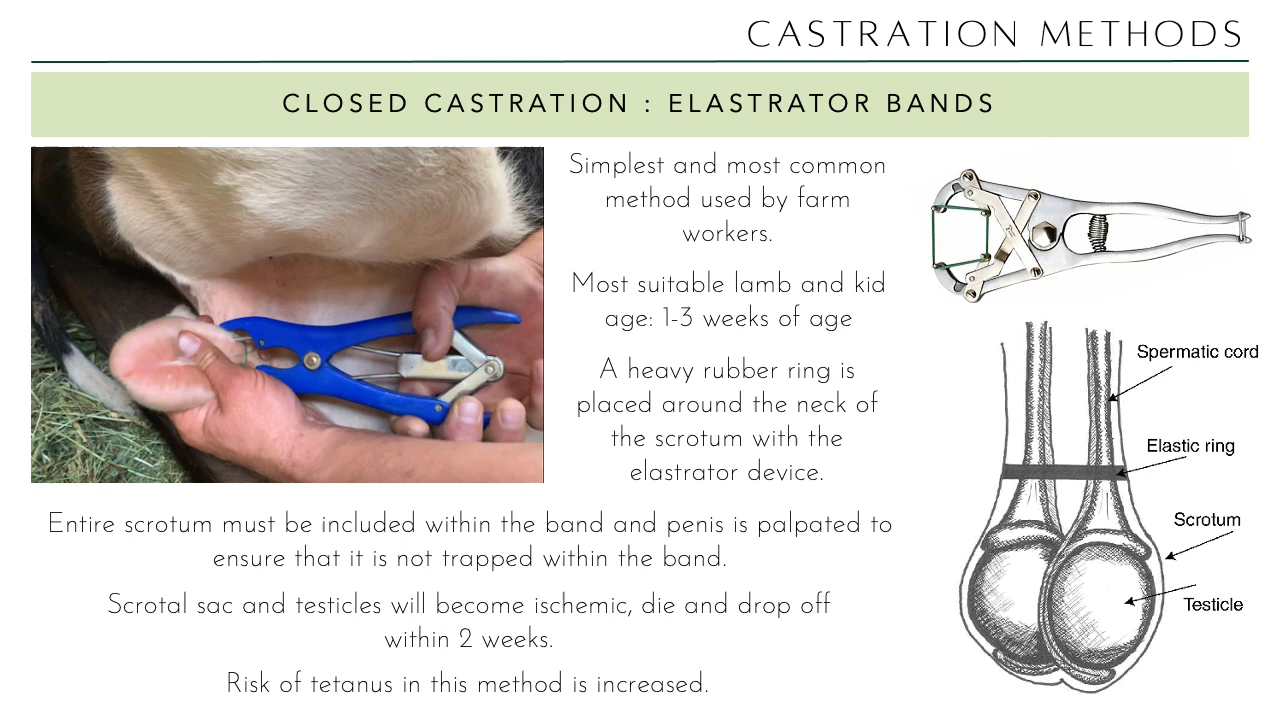 CASTRATION METHODS
CLOSED CASTRATION : ELASTRATOR BANDS
Simplest and most common
method used by farm
workers.
Most suitable lamb and kid
age: 1-3 weeks of age
A heavy rubber ring is
placed around the neck of
the scrotum with the
elastrator device.
Entire scrotum must be included within the band and penis is palpated to
ensure that it is not trapped within the band.
Scrotal sac and testicles will become ischemic, die and drop off
within 2 weeks.
Risk of tetanus in this method is increased.
Spermatic cord
Elastic ring
Scrotum
Testicle